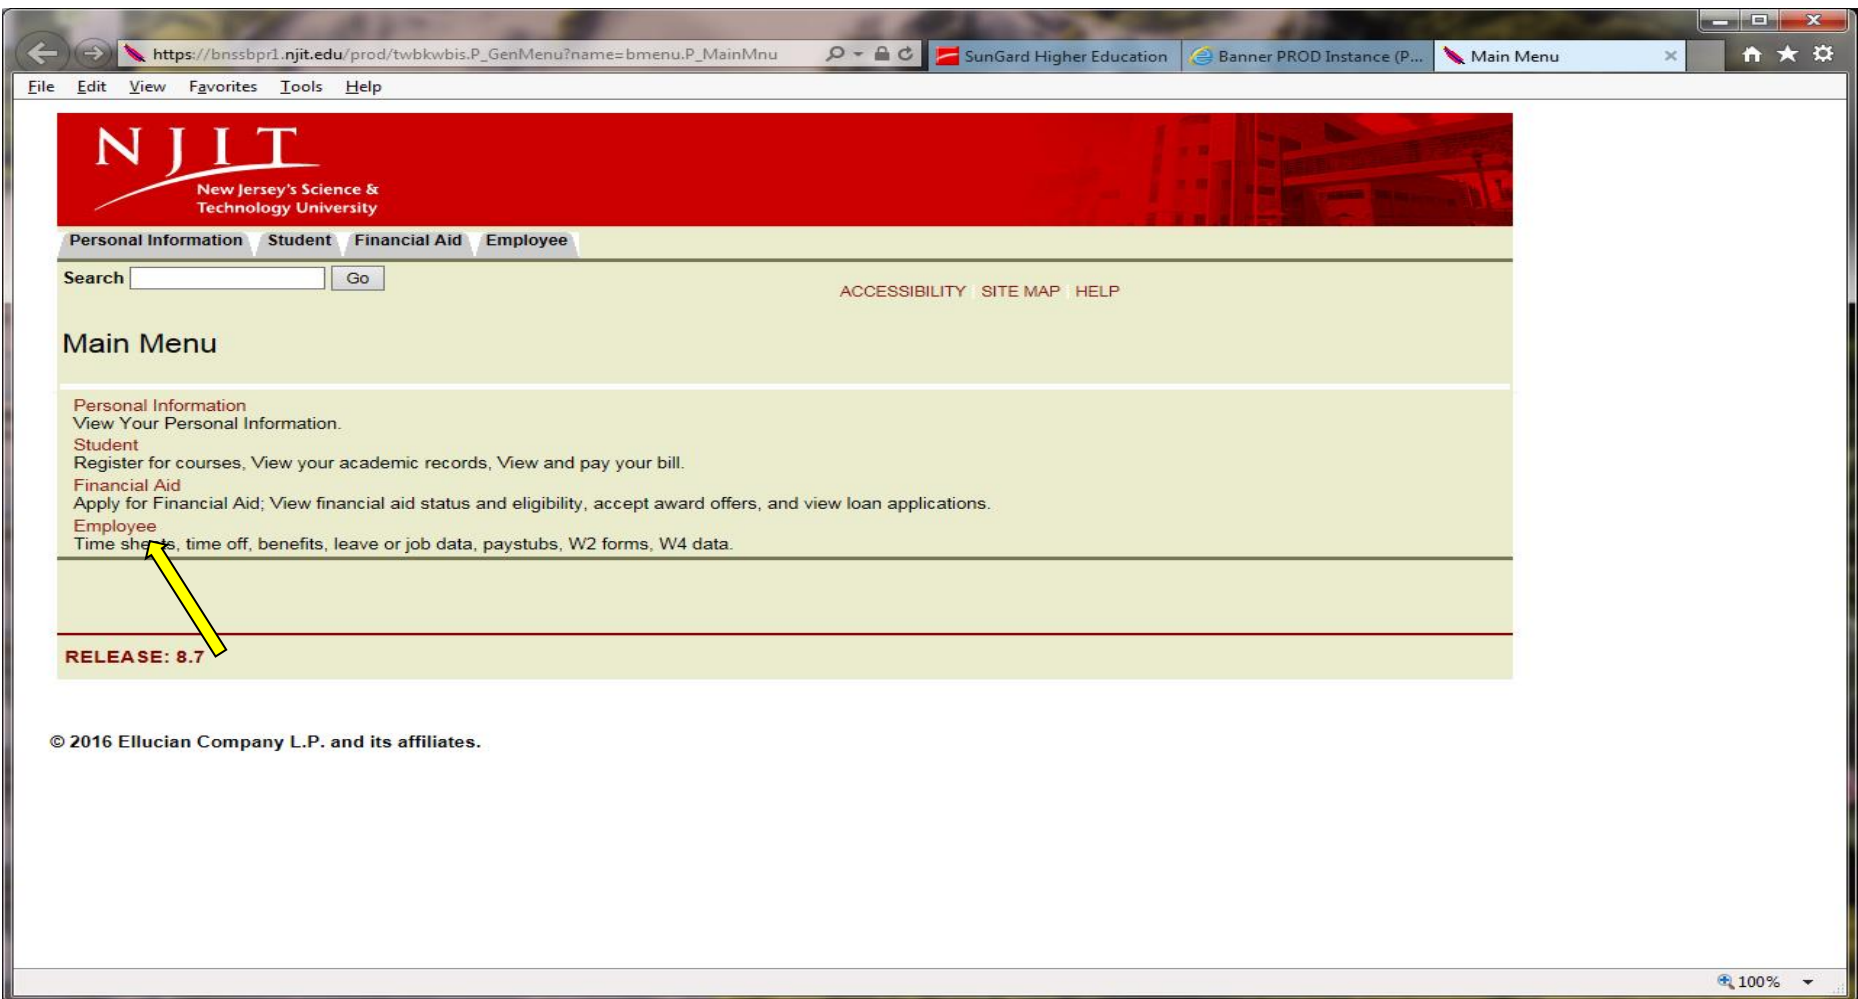 https://bnssbpr1.njit.edu/prod/twbkwbis.P_GenMenu?name=bmenu.P_MainMnu
SunGard Higher Education
Banner PROD Instance (P...
Main Menu
File Edit View Favorites Tools Help
NJIT
New Jersey's Science &
Technology University
Personal Information Student Financial Aid Employee
Search Go
ACCESSIBILITY SITE MAP HELP
Main Menu
Personal Information
View Your Personal Information.
Student
Register for courses, View your academic records, View and pay your bill.
Financial Aid
Apply for Financial Aid; View financial aid status and eligibility, accept award offers, and view loan applications.
Employee
Time sheets, time off, benefits, leave or job data, paystubs, W2 forms, W4 data.
RELEASE: 8.7
© 2016 Ellucian Company L.P. and its affiliates.
100%